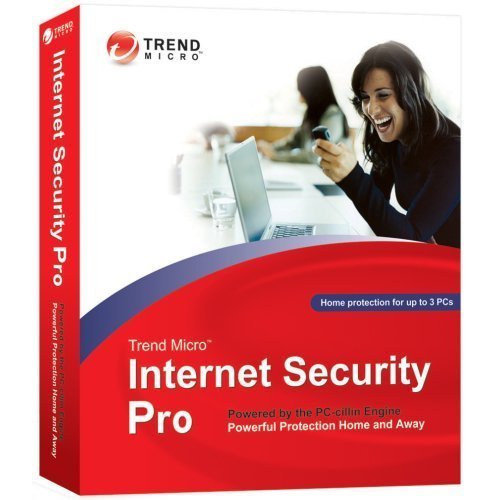 TREND
MICRO™
Home protection for up to 3 PCs
Trend Micro™
Internet Security
Pro
Powered by the PC-cillin Engine
Powerful Protection Home and Away
Internet Security Pro
Powered by the PC-cillin Engine
Powerful Protection Home and Away